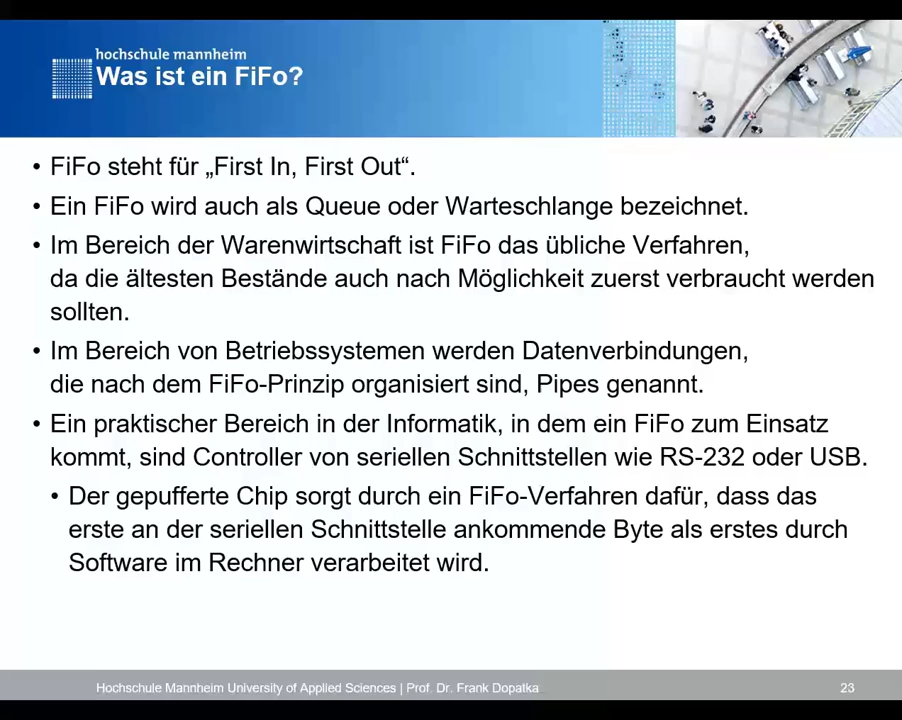 hochschule mannheim
Was ist ein FiFo?
• FiFo steht für „First In, First Out“.
• Ein FiFo wird auch als Queue oder Warteschlange bezeichnet.
• Im Bereich der Warenwirtschaft ist FiFo das übliche Verfahren,
da die ältesten Bestände auch nach Möglichkeit zuerst verbraucht werden
sollten.
• Im Bereich von Betriebssystemen werden Datenverbindungen,
die nach dem FiFo-Prinzip organisiert sind, Pipes genannt.
• Ein praktischer Bereich in der Informatik, in dem ein FiFo zum Einsatz
kommt, sind Controller von seriellen Schnittstellen wie RS-232 oder USB.
• Der gepufferte Chip sorgt durch ein FiFo-Verfahren dafür, dass das
erste an der seriellen Schnittstelle ankommende Byte als erstes durch
Software im Rechner verarbeitet wird.
Hochschule Mannheim University of Applied Sciences | Prof. Dr. Frank Dopatka
23